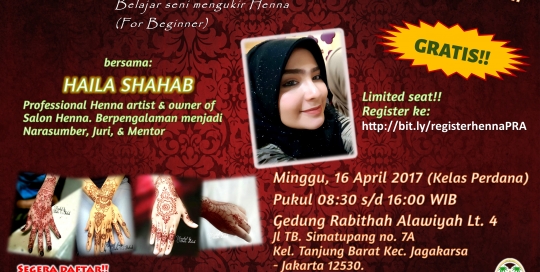 Belajar seni mengukir Henna
(For Beginner)
bersama:
HAILA SHAHAB
Professional Henna artist & owner of
Salon Henna. Berpengalaman menjadi
Narasumber, Juri, & Mentor
GRATIS!!
Limited seat!!
Register ke:
http://bit.ly/registerhennaPRA
Minggu, 16 April 2017 (Kelas Perdana)
Pukul 08:30 s/d 16:00 WIB
Gedung Rabithah Alawiyah Lt. 4
Jl TB. Simatupang no. 7A
Kel. Tanjung Barat Kec. Jagakarsa
- Jakarta 12530.
SEGERA DAFTAR!!